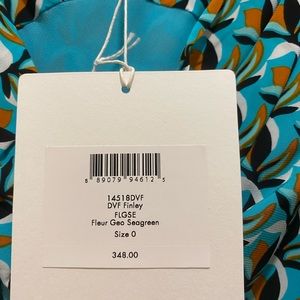 8 89079 94612 5
14518DVF
DVF Finley
FLGSE
Fleur Geo Seagreen
Size 0
348.00